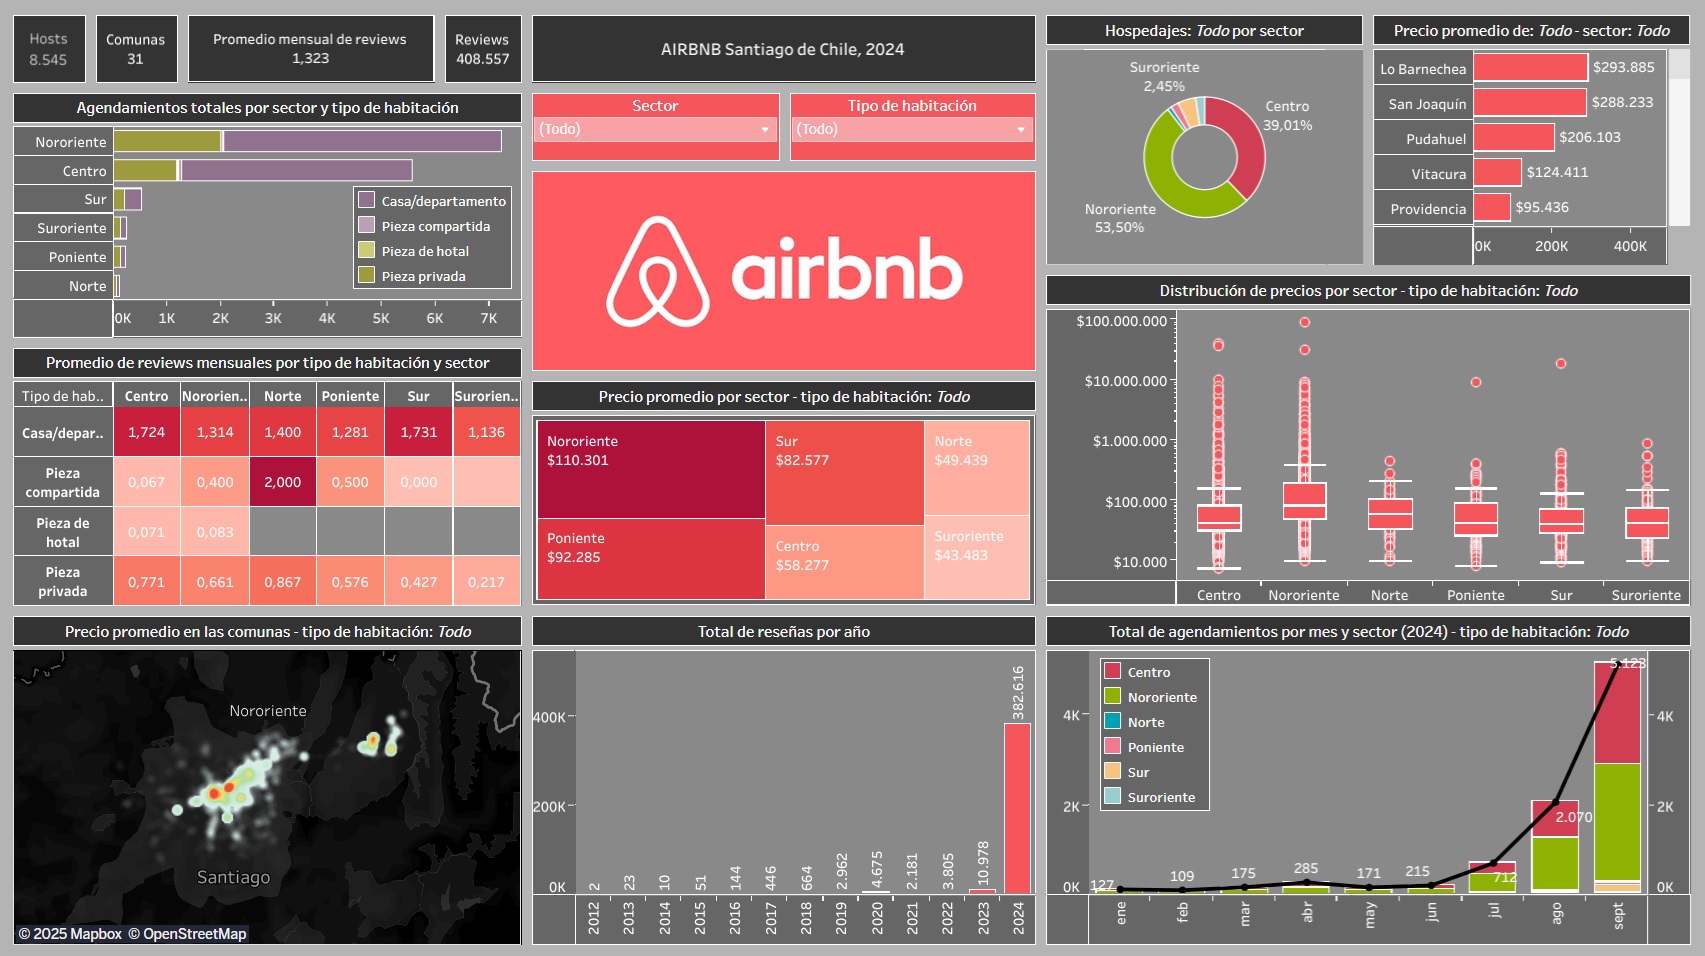 Hosts
8.545
Comunas
31
Promedio mensual de reviews
1,323
Reviews
408.557
AIRBNB Santiago de Chile, 2024
Hospedajes: Todo por sector
Suroriente
2,45%
Centro
39,01%
Nororiente
53,50%
Precio promedio de: Todo - sector: Todo
Lo Barnechea $293.885
San Joaquín $288.233
Pudahuel $206.103
Vitacura $124.411
Providencia $95.436
0K 200K 400K
Agendamientos totales por sector y tipo de habitación
Nororiente
Centro
Sur
Suroriente
Poniente
Norte
Casa/departamento
Pieza compartida
Pieza de hotal
Pieza privada
0K 1K 2K 3K 4K 5K 6K 7K
Sector
(Todo)
Tipo de habitación
(Todo)
airbnb
Distribución de precios por sector - tipo de habitación: Todo
$100.000.000
$10.000.000
$1.000.000
$100.000
$10.000
Centro Nororiente Norte Poniente Sur Suroriente
Promedio de reviews mensuales por tipo de habitación y sector
Tipo de hab.. Centro Nororien.. Norte Poniente Sur Surorien..
Casa/depar.. 1,724 1,314 1,400 1,281 1,731 1,136
Pieza
compartida 0,067 0,400 2,000 0,500 0,000
Pieza de
hotal 0,071 0,083
Pieza
privada 0,771 0,661 0,867 0,576 0,427 0,217
Precio promedio por sector - tipo de habitación: Todo
Nororiente
$110.301
Poniente
$92.285
Sur
$82.577
Centro
$58.277
Norte
$49.439
Suroriente
$43.483
Precio promedio en las comunas - tipo de habitación: Todo
Nororiente
Santiago
© 2025 Mapbox © OpenStreetMap
Total de reseñas por año
400K
200K
0K
2 23 10 51 144 446 664 2.962 4.675 2.181 3.805 10.978 382.616
2012 2013 2014 2015 2016 2017 2018 2019 2020 2021 2022 2023 2024
Total de agendamientos por mes y sector (2024) - tipo de habitación: Todo
Centro
Nororiente
Norte
Poniente
Sur
Suroriente
4K
2K
0K
127 109 175 285 171 215 712 2.070 5.123
4K
2K
0K
ene feb mar abr may jun jul ago sept